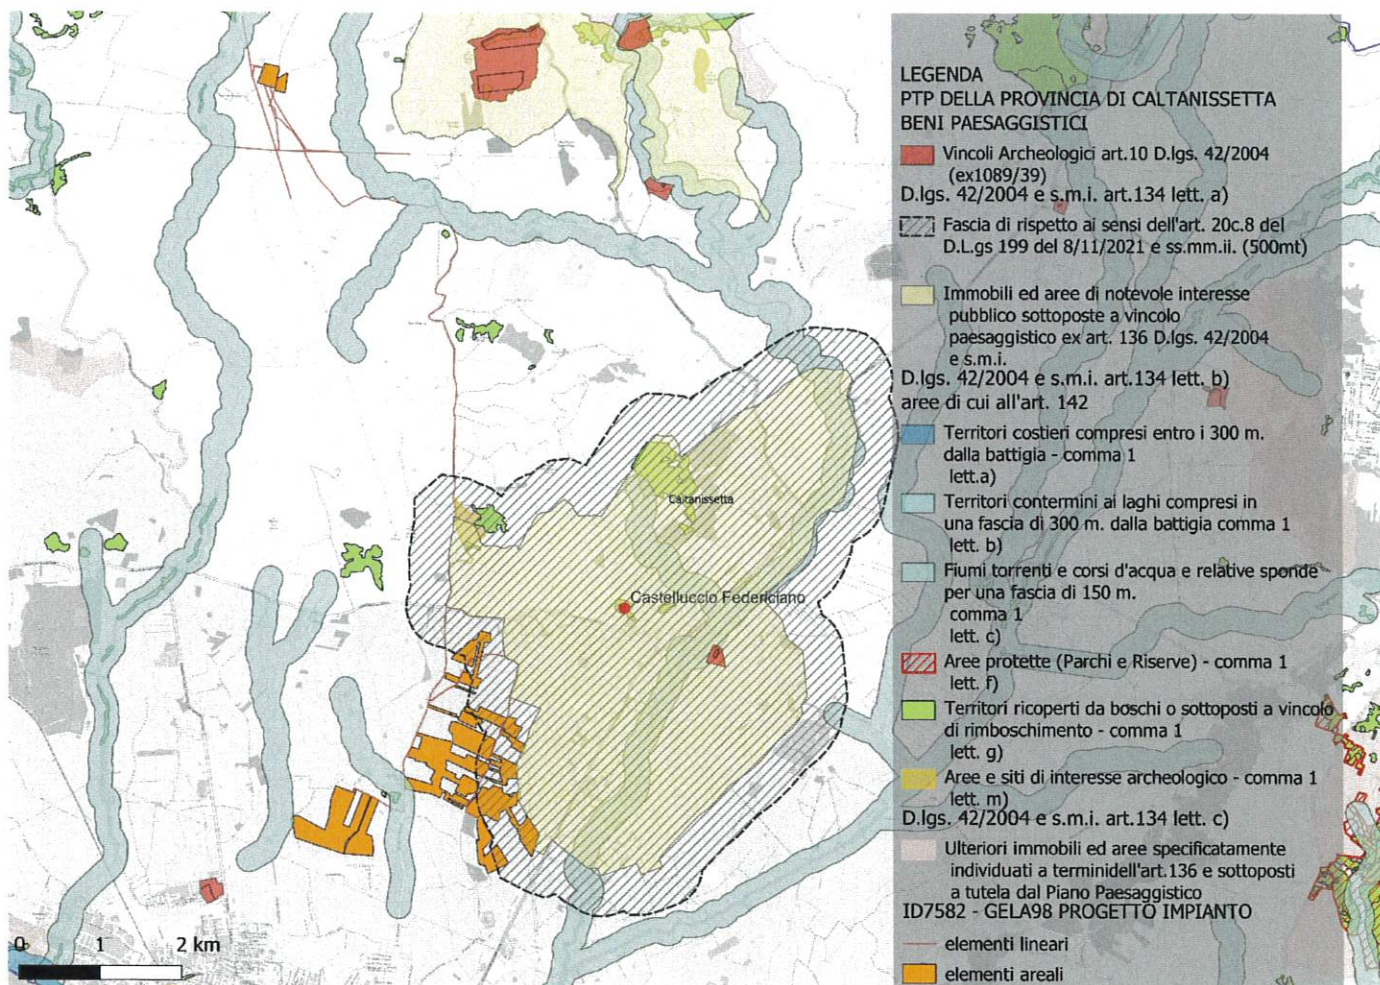 LEGENDA
PTP DELLA PROVINCIA DI CALTANISSETTA
BENI PAESAGGISTICI
Vincoli Archeologici art.10 D.lgs. 42/2004
(ex1089/39)
D.lgs. 42/2004 e s.m.i. art.134 lett. a)
Fascia di rispetto ai sensi dell'art. 20c.8 del
D.L.gs 199 del 8/11/2021 e ss.mm.ii. (500mt)
Immobili ed aree di notevole interesse
pubblico sottoposte a vincolo
paesaggistico ex art. 136 D.lgs. 42/2004
e s.m.i.
D.lgs. 42/2004 e s.m.i. art.134 lett. b)
aree di cui all'art. 142
Territori costieri compresi entro i 300 m.
dalla battigia - comma 1
lett.a)
Territori contermini ai laghi compresi in
una fascia di 300 m. dalla battigia comma 1
lett. b)
Fiumi torrenti e corsi d'acqua e relative sponde
per una fascia di 150 m.
comma 1
lett. c)
Aree protette (Parchi e Riserve) - comma 1
lett. f)
Territori ricoperti da boschi o sottoposti a vincolo
di rimboschimento - comma 1
lett. g)
Aree e siti di interesse archeologico - comma 1
lett. m)
D.lgs. 42/2004 e s.m.i. art.134 lett. c)
Ulteriori immobili ed aree specificatamente
individuati a terminidell'art.136 e sottoposti
a tutela dal Piano Paesaggistico
ID7582 - GELA98 PROGETTO IMPIANTO
elementi lineari
elementi areali
Caltanissetta
Castelluccio Federiciano
0 1 2 km